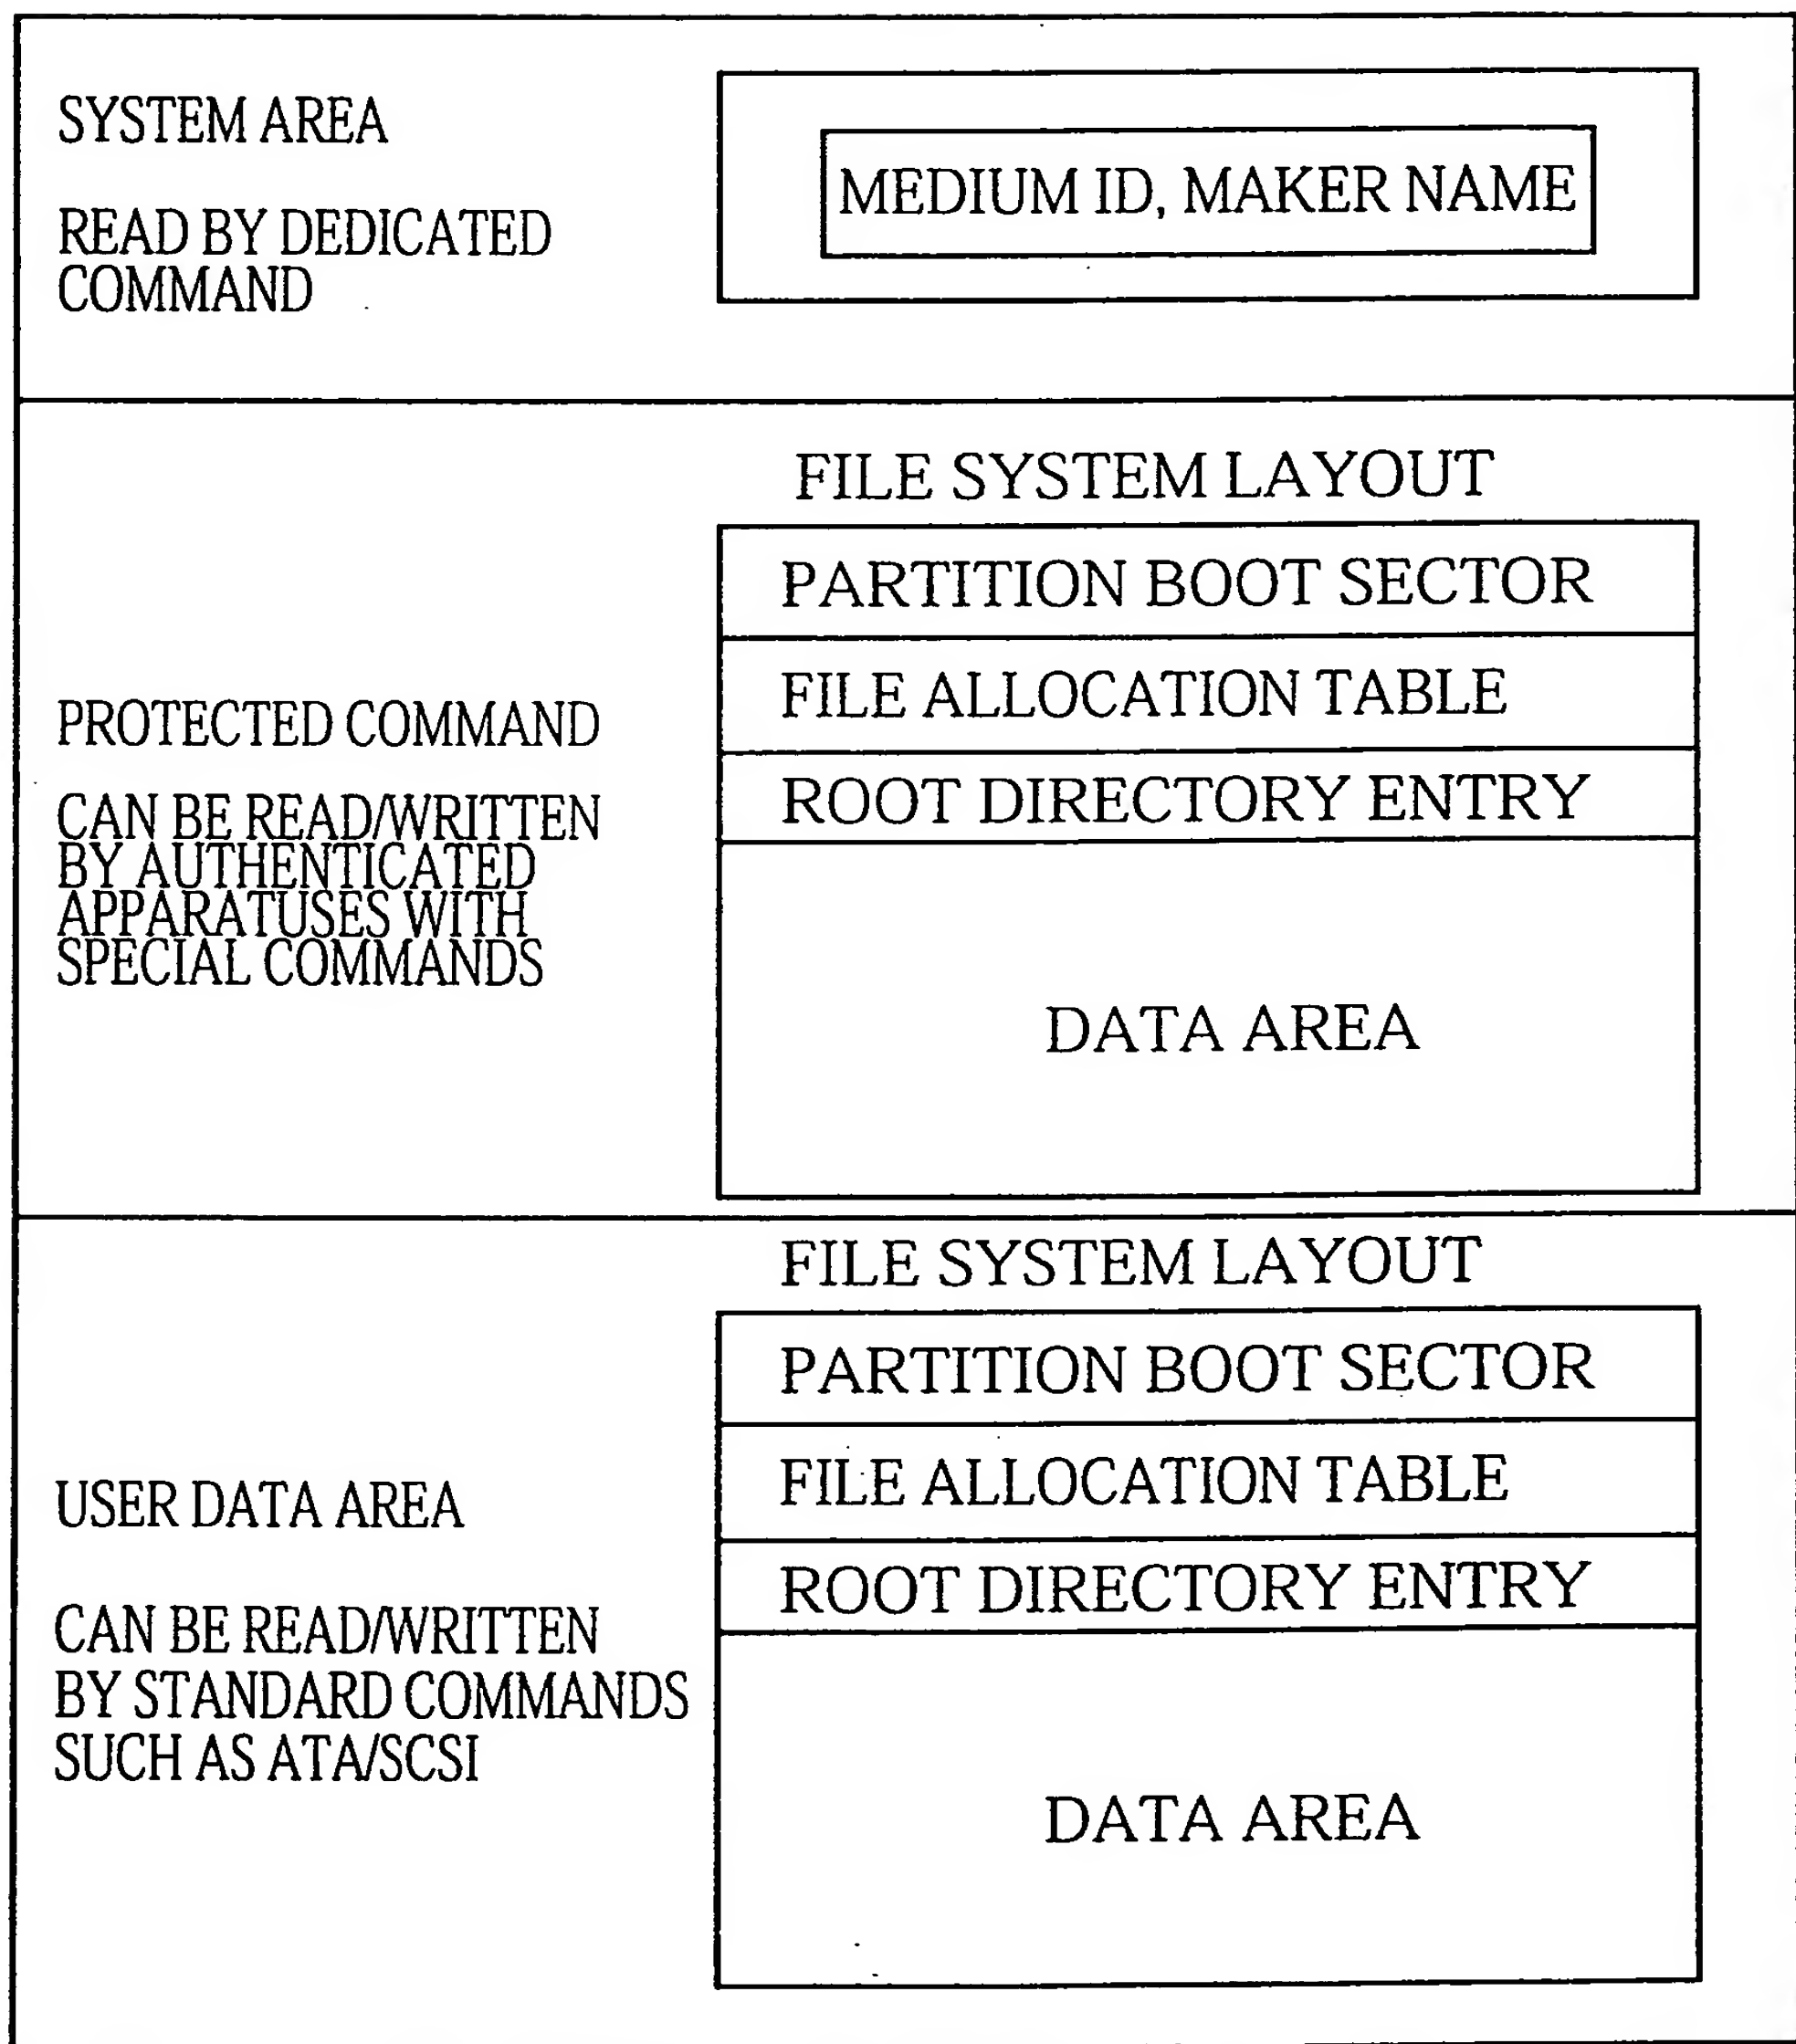 SYSTEM AREA
READ BY DEDICATED
COMMAND
MEDIUM ID, MAKER NAME
PROTECTED COMMAND
CAN BE READ/WRITTEN
BY AUTHENTICATED
APPARATUSES WITH
SPECIAL COMMANDS
FILE SYSTEM LAYOUT
PARTITION BOOT SECTOR
FILE ALLOCATION TABLE
ROOT DIRECTORY ENTRY
DATA AREA
USER DATA AREA
CAN BE READ/WRITTEN
BY STANDARD COMMANDS
SUCH AS ATA/SCSI
FILE SYSTEM LAYOUT
PARTITION BOOT SECTOR
FILE ALLOCATION TABLE
ROOT DIRECTORY ENTRY
DATA AREA